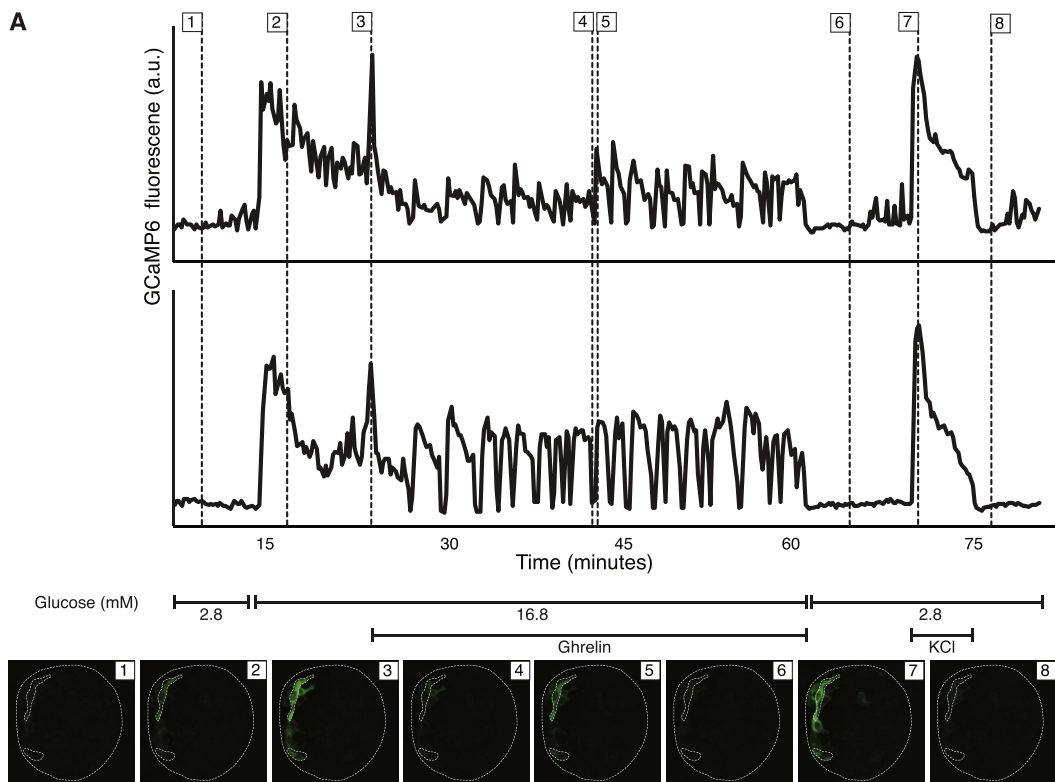 A
1 2 3 4 5 6 7 8
GCaMP6 fluorescene (a.u.)
15 30 45 60 75
Time (minutes)
Glucose (mM)
2.8 16.8 2.8
Ghrelin KCl
1 2 3 4 5 6 7 8